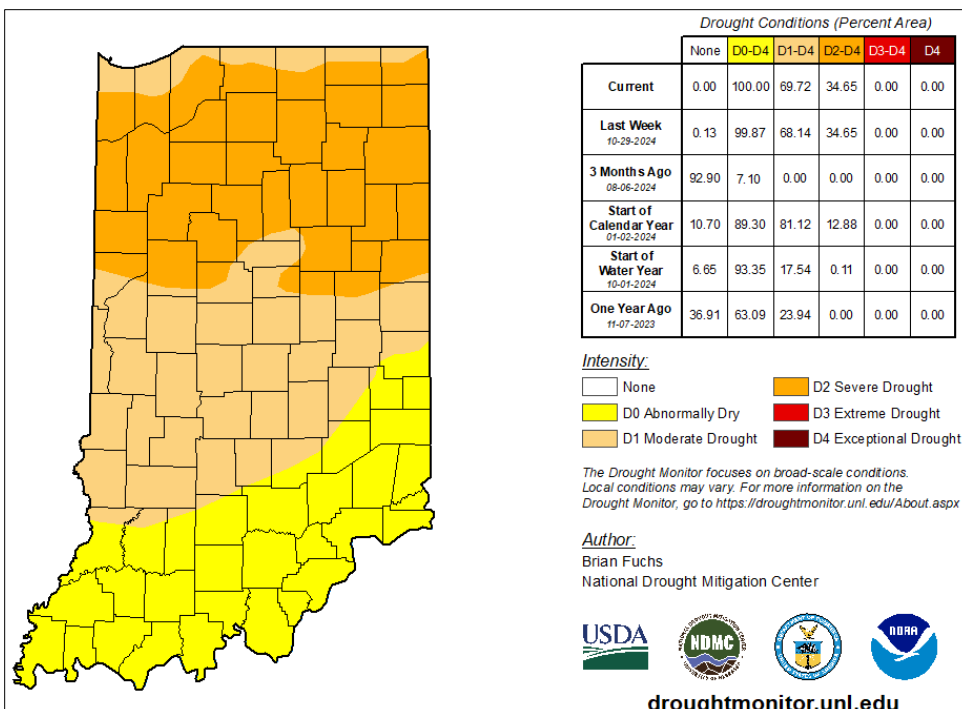 Drought Conditions (Percent Area)
None D0-D4 D1-D4 D2-D4 D3-D4 D4
Current 0.00 100.00 69.72 34.65 0.00 0.00
Last Week
10-29-2024 0.13 99.87 68.14 34.65 0.00 0.00
3 Months Ago
08-06-2024 92.90 7.10 0.00 0.00 0.00 0.00
Start of
Calendar Year
01-02-2024 10.70 89.30 81.12 12.88 0.00 0.00
Start of
Water Year
10-01-2024 6.65 93.35 17.54 0.11 0.00 0.00
One Year Ago
11-07-2023 36.91 63.09 23.94 0.00 0.00 0.00
Intensity:
None
D0 Abnormally Dry
D1 Moderate Drought
D2 Severe Drought
D3 Extreme Drought
D4 Exceptional Drought
The Drought Monitor focuses on broad-scale conditions.
Local conditions may vary. For more information on the
Drought Monitor, go to https://droughtmonitor.unl.edu/About.aspx
Author:
Brian Fuchs
National Drought Mitigation Center
USDA
NDMC
NOAA
droughtmonitor.unl.edu